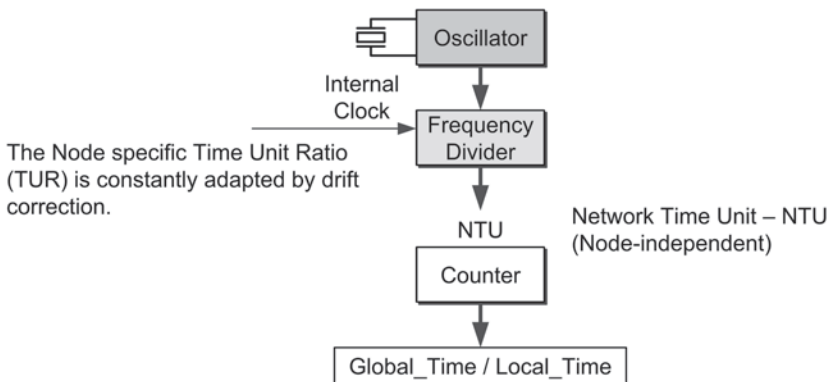 Oscillator
Internal
Clock
Frequency
Divider
The Node specific Time Unit Ratio
(TUR) is constantly adapted by drift
correction.
NTU
Network Time Unit – NTU
(Node-independent)
Counter
Global_Time / Local_Time